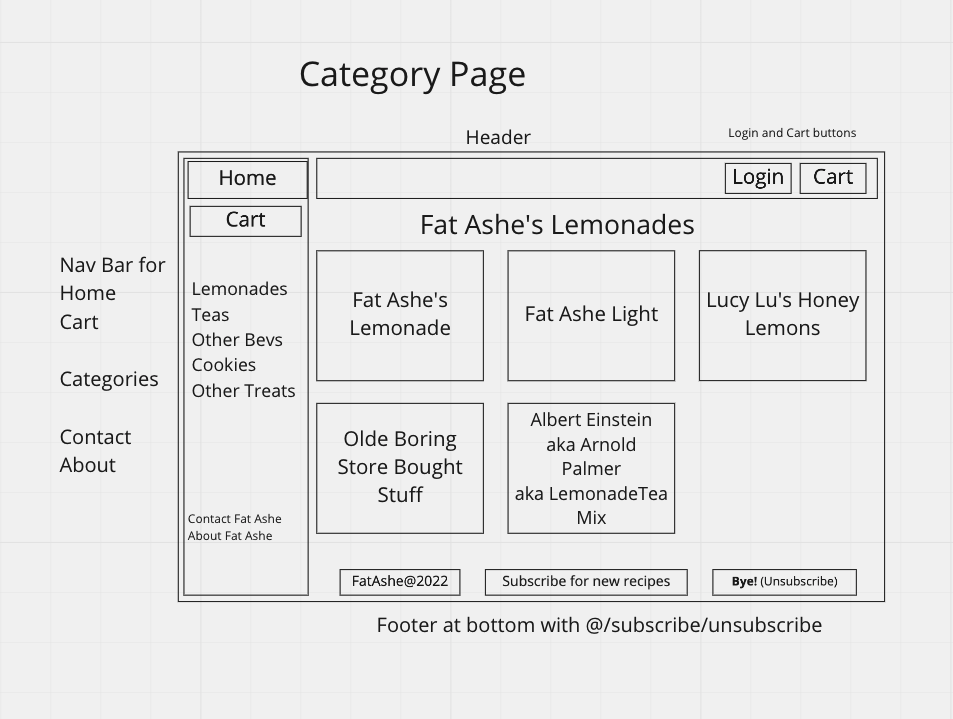 Category Page
Header
Login and Cart buttons
Home
Login
Cart
Cart
Fat Ashe's Lemonades
Nav Bar for
Home
Cart
Categories
Contact
About
Lemonades
Teas
Other Bevs
Cookies
Other Treats
Contact Fat Ashe
About Fat Ashe
Fat Ashe's
Lemonade
Fat Ashe Light
Lucy Lu's Honey
Lemons
Olde Boring
Store Bought
Stuff
Albert Einstein
aka Arnold
Palmer
aka LemonadeTea
Mix
FatAshe@2022
Subscribe for new recipes
Bye! (Unsubscribe)
Footer at bottom with @/subscribe/unsubscribe